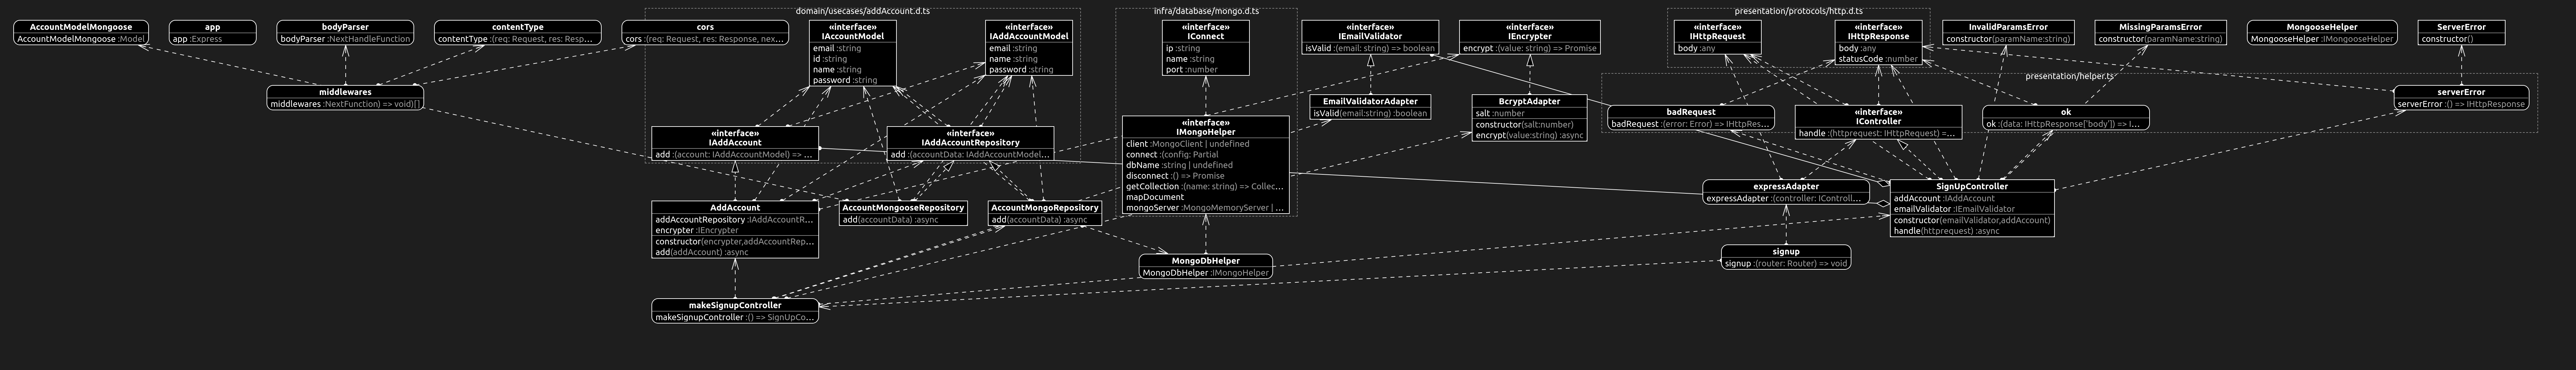 domain/usecases/addAccount.d.ts
infra/database/mongo.d.ts
presentation/protocols/http.d.ts
AccountModelMongoose
AccountModelMongoose :Model
app
app :Express
bodyParser
bodyParser :NextHandleFunction
contentType
contentType :(req: Request, res: Resp…
cors
cors :(req: Request, res: Response, nex…
«interface»
IAccountModel
email :string
id :string
name :string
password :string
«interface»
IAddAccountModel
email :string
name :string
password :string
«interface»
IConnect
ip :string
name :string
port :number
«interface»
IEmailValidator
isValid :(email: string) => boolean
«interface»
IEncrypter
encrypt :(value: string) => Promise
«interface»
IHttpRequest
body :any
«interface»
IHttpResponse
body :any
statusCode :number
InvalidParamsError
constructor(paramName:string)
MissingParamsError
constructor(paramName:string)
MongooseHelper
MongooseHelper :IMongooseHelper
ServerError
constructor()
presentation/helper.ts
middlewares
middlewares :NextFunction) => void)[]
«interface»
IAddAccount
add :(account: IAddAccountModel) => …
«interface»
IAddAccountRepository
add :(accountData: IAddAccountModel…
«interface»
IMongoHelper
client :MongoClient | undefined
connect :(config: Partial
dbName :string | undefined
disconnect :() => Promise
getCollection :(name: string) => Collec…
mapDocument
mongoServer :MongoMemoryServer | …
EmailValidatorAdapter
isValid(email:string) :boolean
BcryptAdapter
salt :number
constructor(salt:number)
encrypt(value:string) :async
badRequest
badRequest :(error: Error) => IHttpRes…
«interface»
IController
handle :(httprequest: IHttpRequest) =…
ok
ok :(data: IHttpResponse['body']) => I…
serverError
serverError :() => IHttpResponse
AddAccount
addAccountRepository :IAddAccountR…
encrypter :IEncrypter
constructor(encrypter,addAccountRep…
add(addAccount) :async
AccountMongooseRepository
add(accountData) :async
AccountMongoRepository
add(accountData) :async
expressAdapter
expressAdapter :(controller: IControll…
SignUpController
addAccount :IAddAccount
emailValidator :IEmailValidator
constructor(emailValidator,addAccount)
handle(httprequest) :async
MongoDbHelper
MongoDbHelper :IMongoHelper
signup
signup :(router: Router) => void
makeSignupController
makeSignupController :() => SignUpCo…